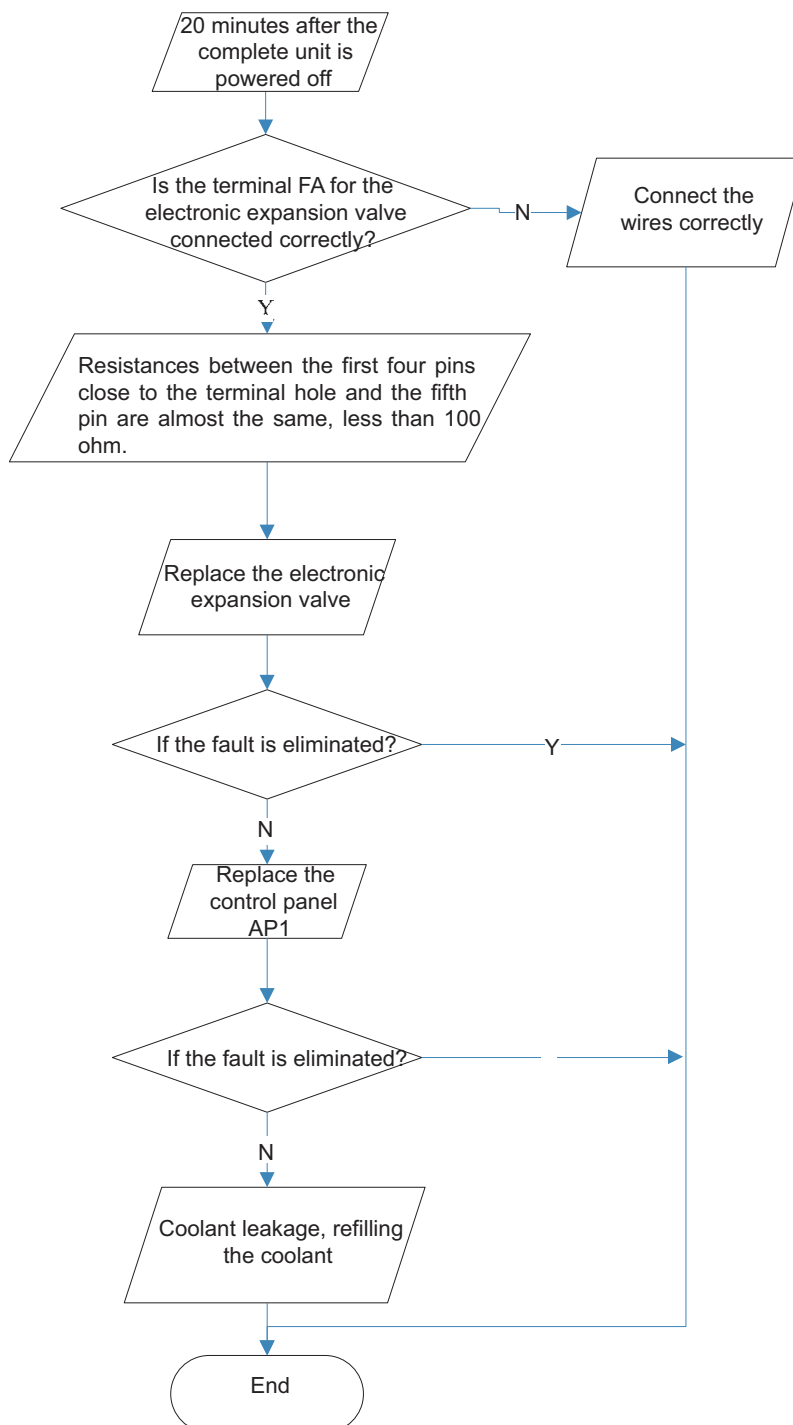 20 minutes after the
complete unit is
powered off
Is the terminal FA for the
electronic expansion valve
connected correctly?
N
Connect the
wires correctly
Y
Resistances between the first four pins
close to the terminal hole and the fifth
pin are almost the same, less than 100
ohm.
Replace the electronic
expansion valve
If the fault is eliminated?
Y
N
Replace the
control panel
AP1
If the fault is eliminated?
N
Coolant leakage, refilling
the coolant
End